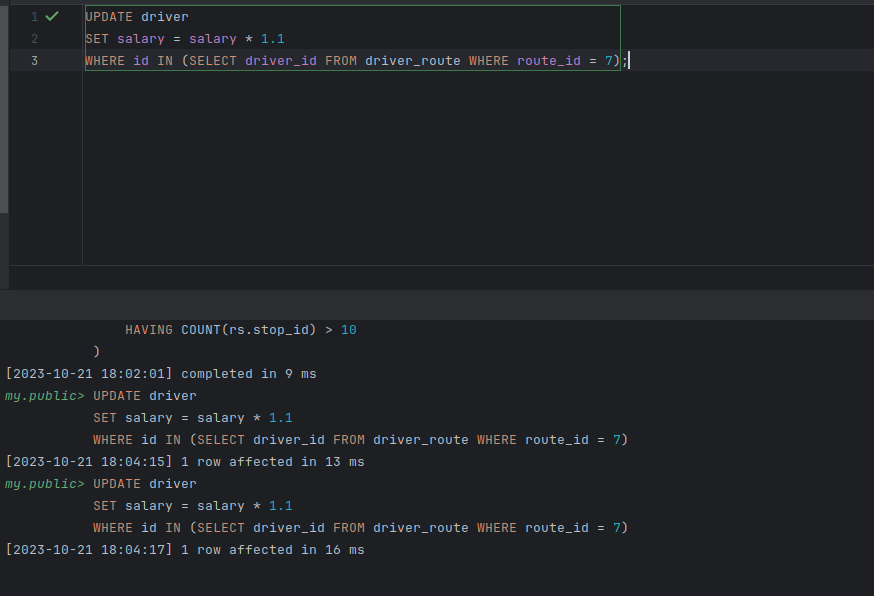 1 UPDATE driver
2 SET salary = salary * 1.1
3 WHERE id IN (SELECT driver_id FROM driver_route WHERE route_id = 7);
HAVING COUNT(rs.stop_id) > 10
)
[2023-10-21 18:02:01] completed in 9 ms
my.public> UPDATE driver
SET salary = salary * 1.1
WHERE id IN (SELECT driver_id FROM driver_route WHERE route_id = 7)
[2023-10-21 18:04:15] 1 row affected in 13 ms
my.public> UPDATE driver
SET salary = salary * 1.1
WHERE id IN (SELECT driver_id FROM driver_route WHERE route_id = 7)
[2023-10-21 18:04:17] 1 row affected in 16 ms